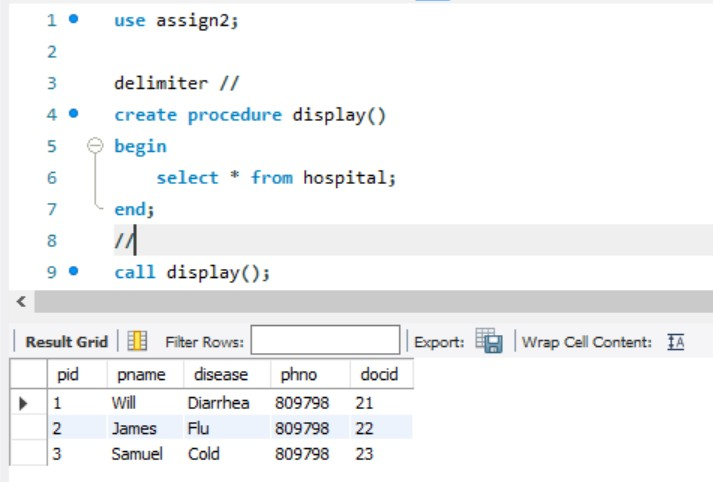 1 use assign2;
2
3 delimiter //
4 create procedure display()
5 begin
6 select * from hospital;
7 end;
8 //
9 call display();
Result Grid Filter Rows: Export: Wrap Cell Content: IA
pid pname disease phno docid
1 Will Diarrhea 809798 21
2 James Flu 809798 22
3 Samuel Cold 809798 23